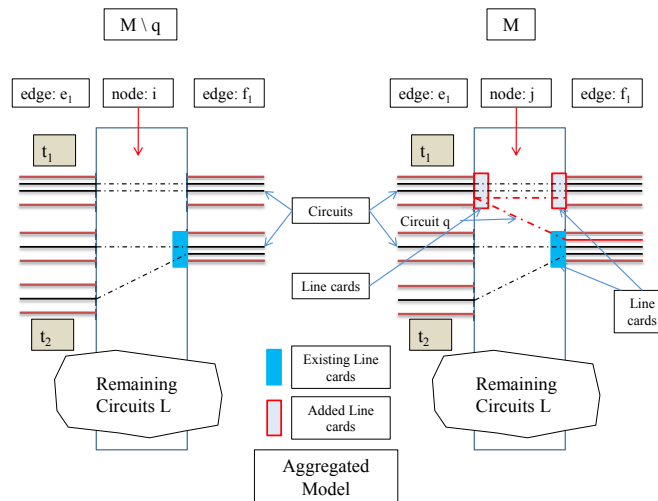 M \ q
M
edge: e1
node: i
edge: f1
edge: e1
node: j
edge: f1
t1
t1
Circuits
Circuit q
Line cards
Line
cards
t2
t2
Existing Line
cards
Remaining
Circuits L
Remaining
Circuits L
Added Line
cards
Aggregated
Model